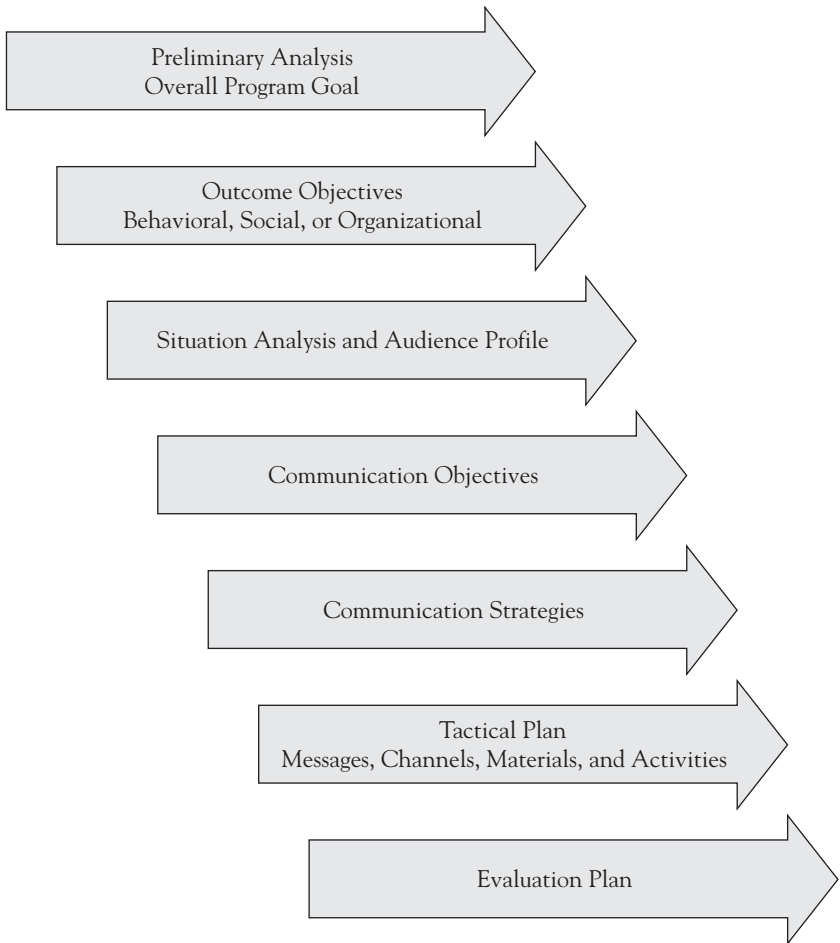 Preliminary Analysis
Overall Program Goal
Outcome Objectives
Behavioral, Social, or Organizational
Situation Analysis and Audience Profile
Communication Objectives
Communication Strategies
Tactical Plan
Messages, Channels, Materials, and Activities
Evaluation Plan